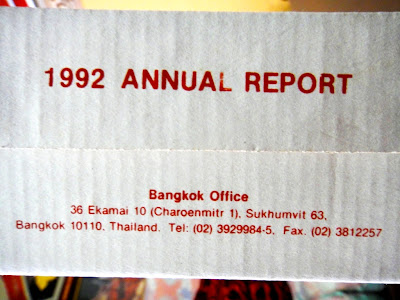 1992 ANNUAL REPORT
Bangkok Office
36 Ekamai 10 (Charoenmitr 1), Sukhumvit 63,
Bangkok 10110, Thailand. Tel: (02) 3929984-5, Fax. (02) 3812257